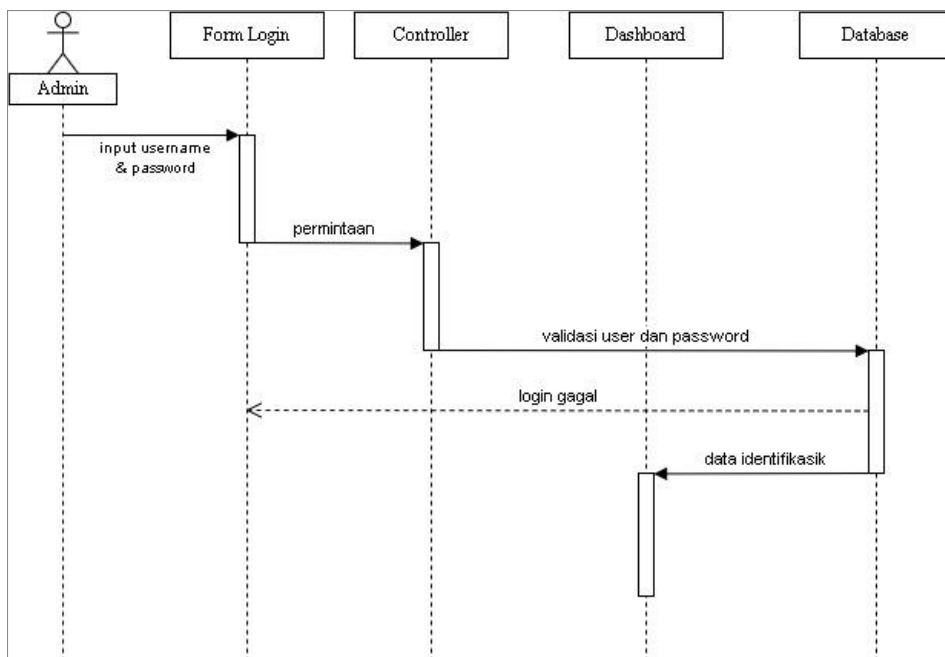 Form Login
Controller
Dashboard
Database
Admin
input username
& password
permintaan
validasi user dan password
login gagal
data identifikasik